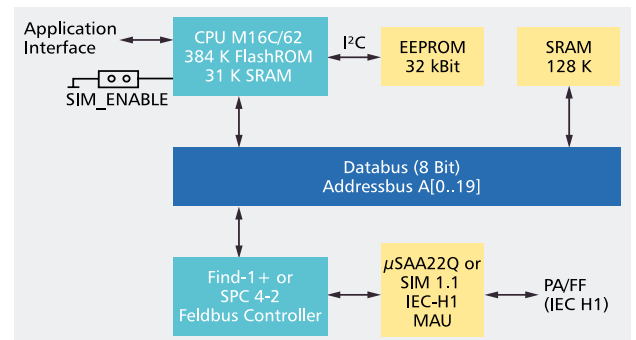 Application
Interface
SIM_ENABLE
CPU M16C/62
384 K FlashROM
31 K SRAM
I²C
EEPROM
32 kBit
SRAM
128 K
Databus (8 Bit)
Addressbus A[0..19]
Find-1+ or
SPC 4-2
Feldbus Controller
µSAA22Q or
SIM 1.1
IEC-H1
MAU
PA/FF
(IEC H1)